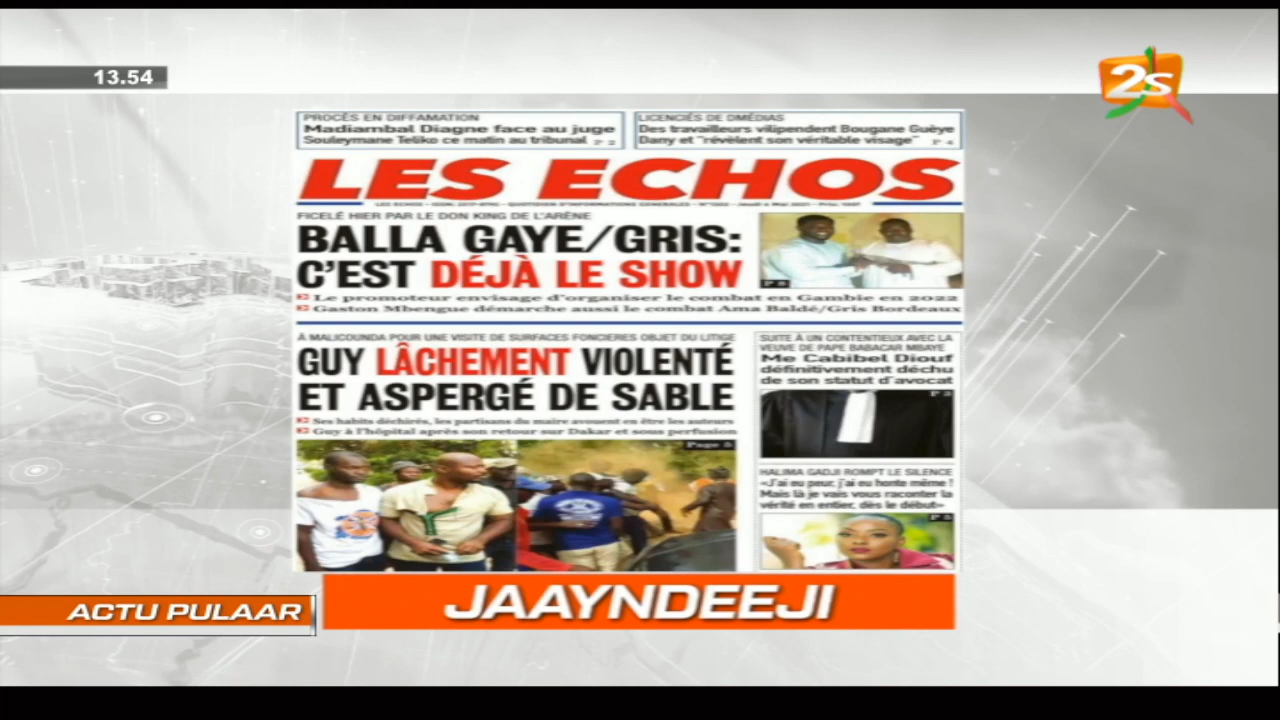 13.54
2s
PROCÈS EN DIFFAMATION
Madiambal Diagne face au juge
Souleymane Teliko ce matin au tribunal P 2
LICENCIÉS DE DMÉDIAS
Des travailleurs vilipendent Bougane Guèye
Dany et "révèlent son véritable visage" P 4
LES ECHOS
FICELÉ HIER PAR LE DON KING DE L'ARÈNE
BALLA GAYE/GRIS:
C'EST DÉJÀ LE SHOW
Le promoteur envisage d'organiser le combat en Gambie en 2022
Gaston Mbengue démarche aussi le combat Ama Baldé/Gris Bordeaux
À MALICOUNDA POUR UNE VISITE DE SURFACES FONCIERES OBJET DU LITIGE
GUY LÂCHEMENT VIOLENTÉ
ET ASPERGÉ DE SABLE
Ses habits déchirés, les partisans du maire avouent en être les auteurs
Guy à l'hôpital après son retour sur Dakar et sous perfusion
Page 5
SUITE À UN CONTENTIEUX AVEC LA
VEUVE DE PAPE BABACAR MBAYE
Me Cabibel Diouf
définitivement déchu
de son statut d'avocat
P 3
HALIMA GADJI ROMPT LE SILENCE
«J'ai eu peur, j'ai eu honte même !
Mais là je vais vous raconter la
vérité en entier, dès le début»
JAAYNDEEJI
ACTU PULAAR